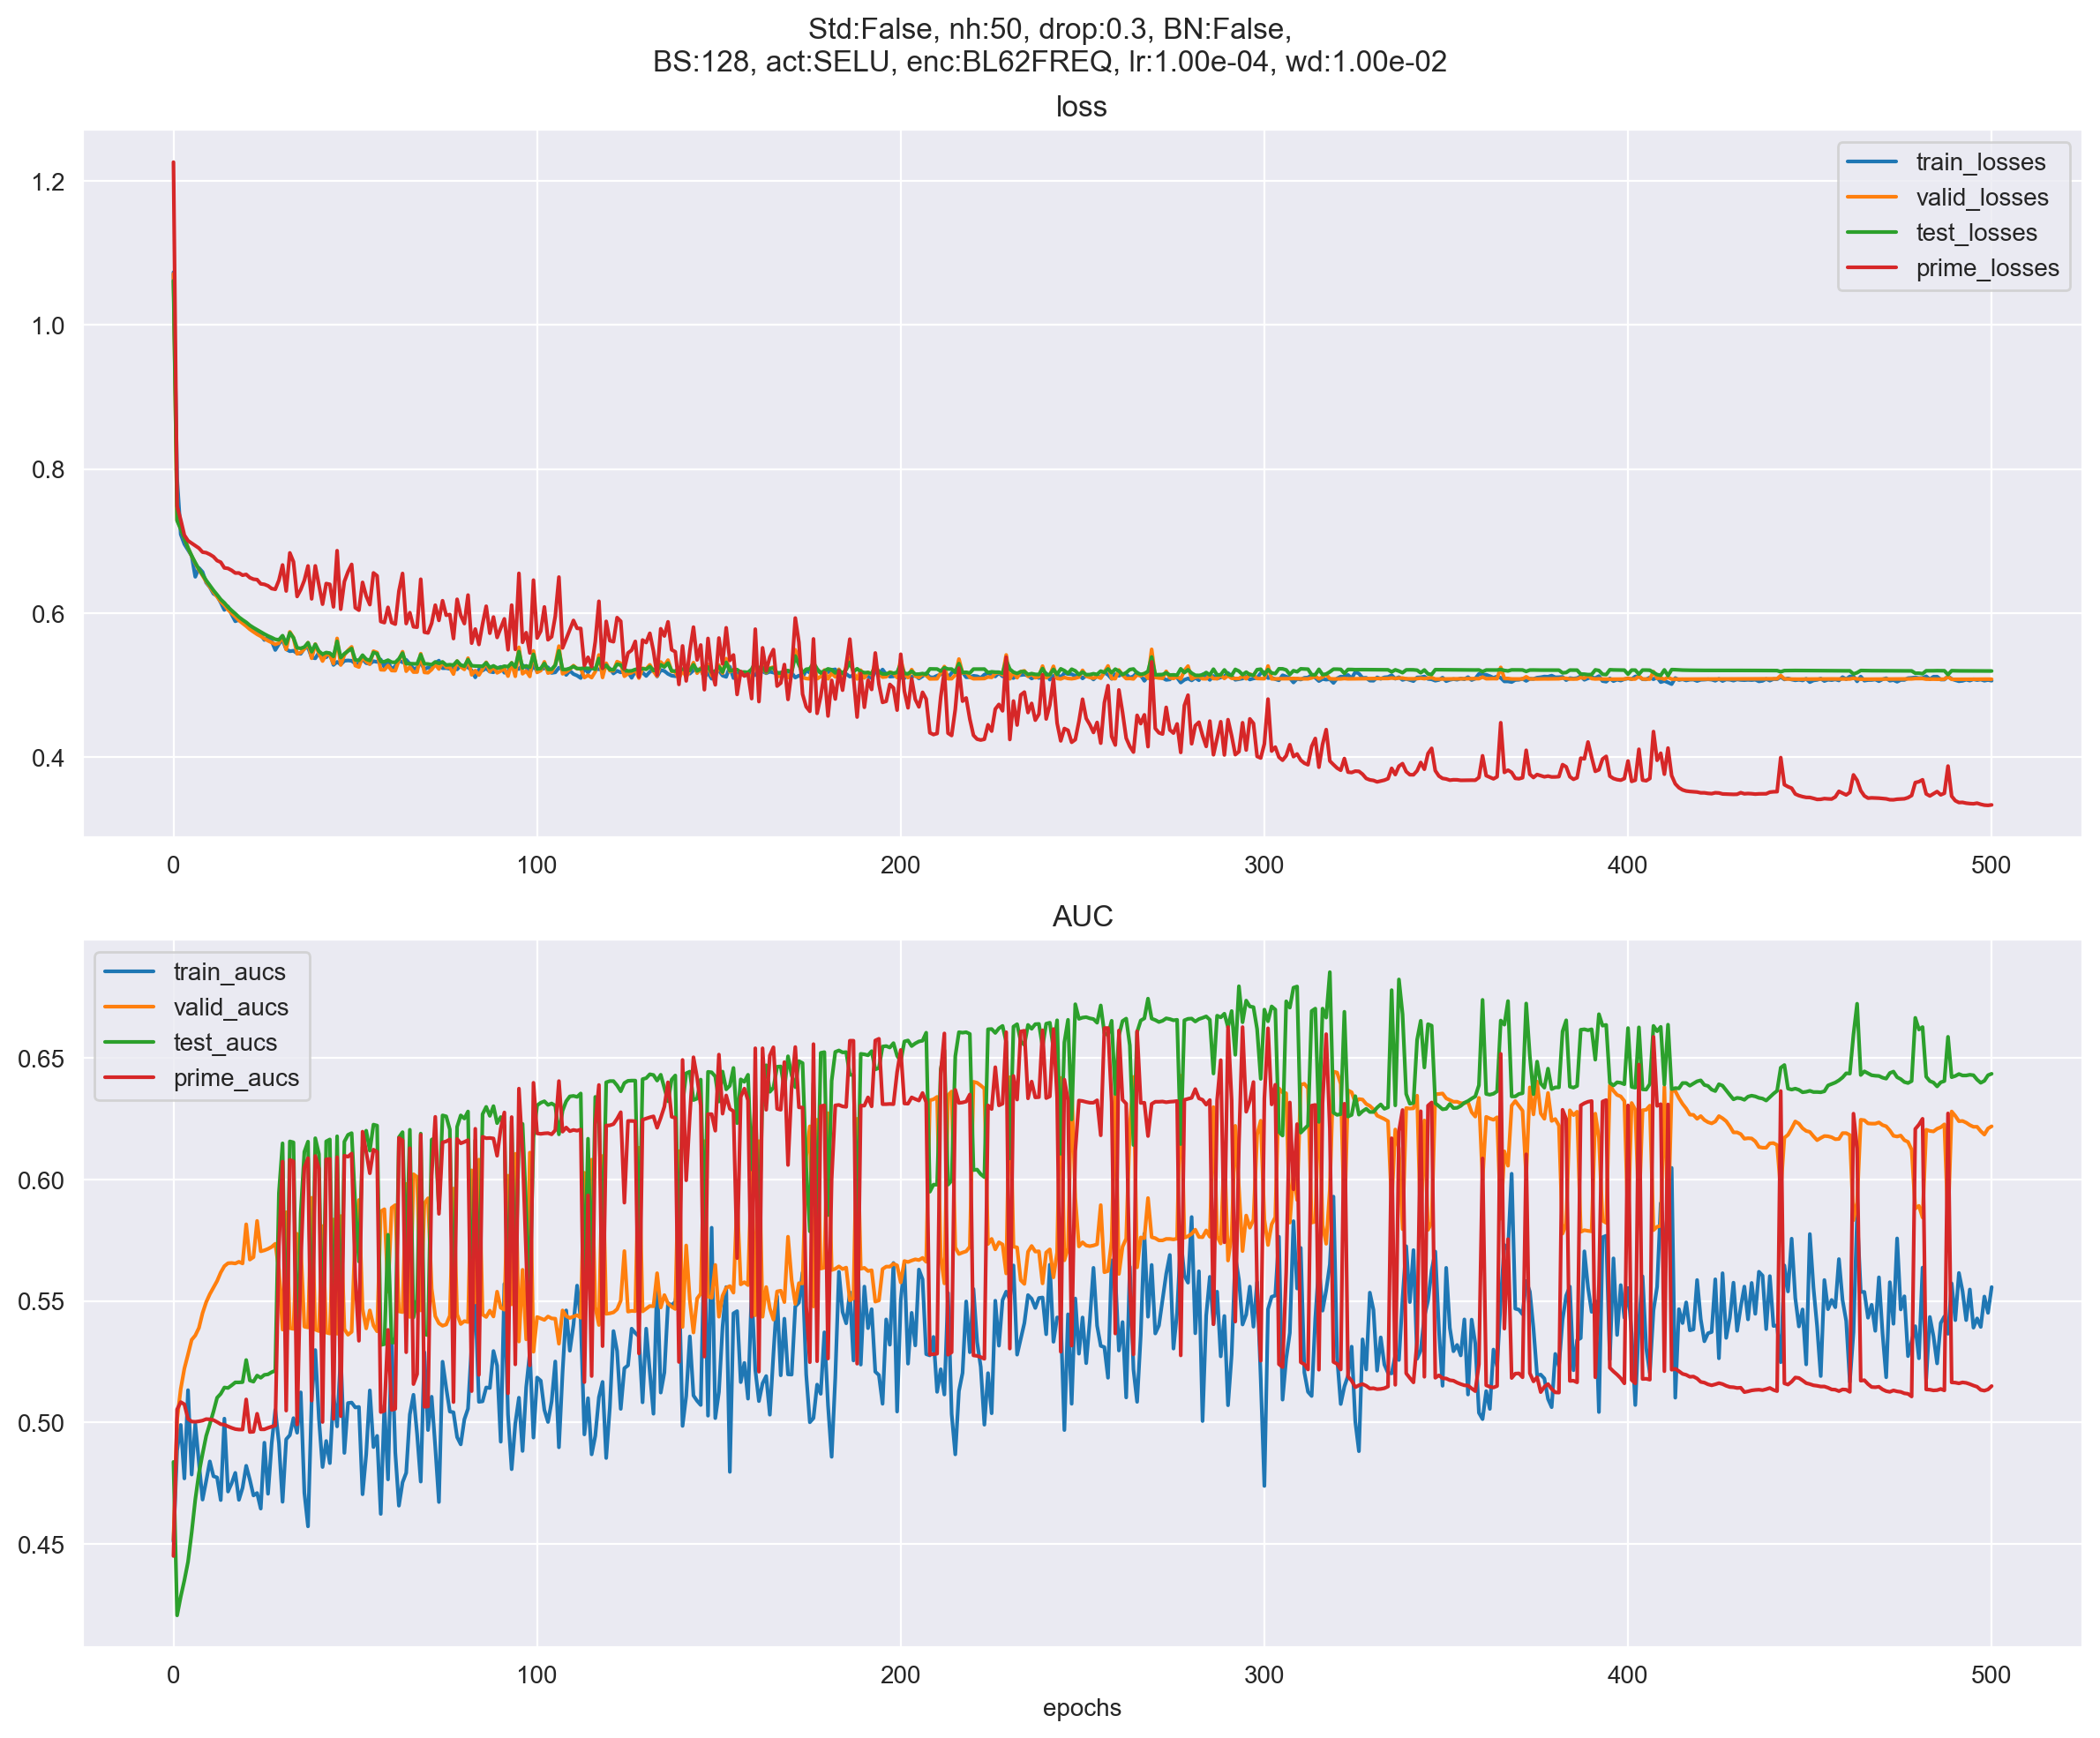 Std:False, nh:50, drop:0.3, BN:False,
BS:128, act:SELU, enc:BL62FREQ, lr:1.00e-04, wd:1.00e-02
loss
train_losses
valid_losses
test_losses
prime_losses
1.2
1.0
0.8
0.6
0.4
0 100 200 300 400 500
AUC
train_aucs
valid_aucs
test_aucs
prime_aucs
0.65
0.60
0.55
0.50
0.45
0 100 200 300 400 500
epochs